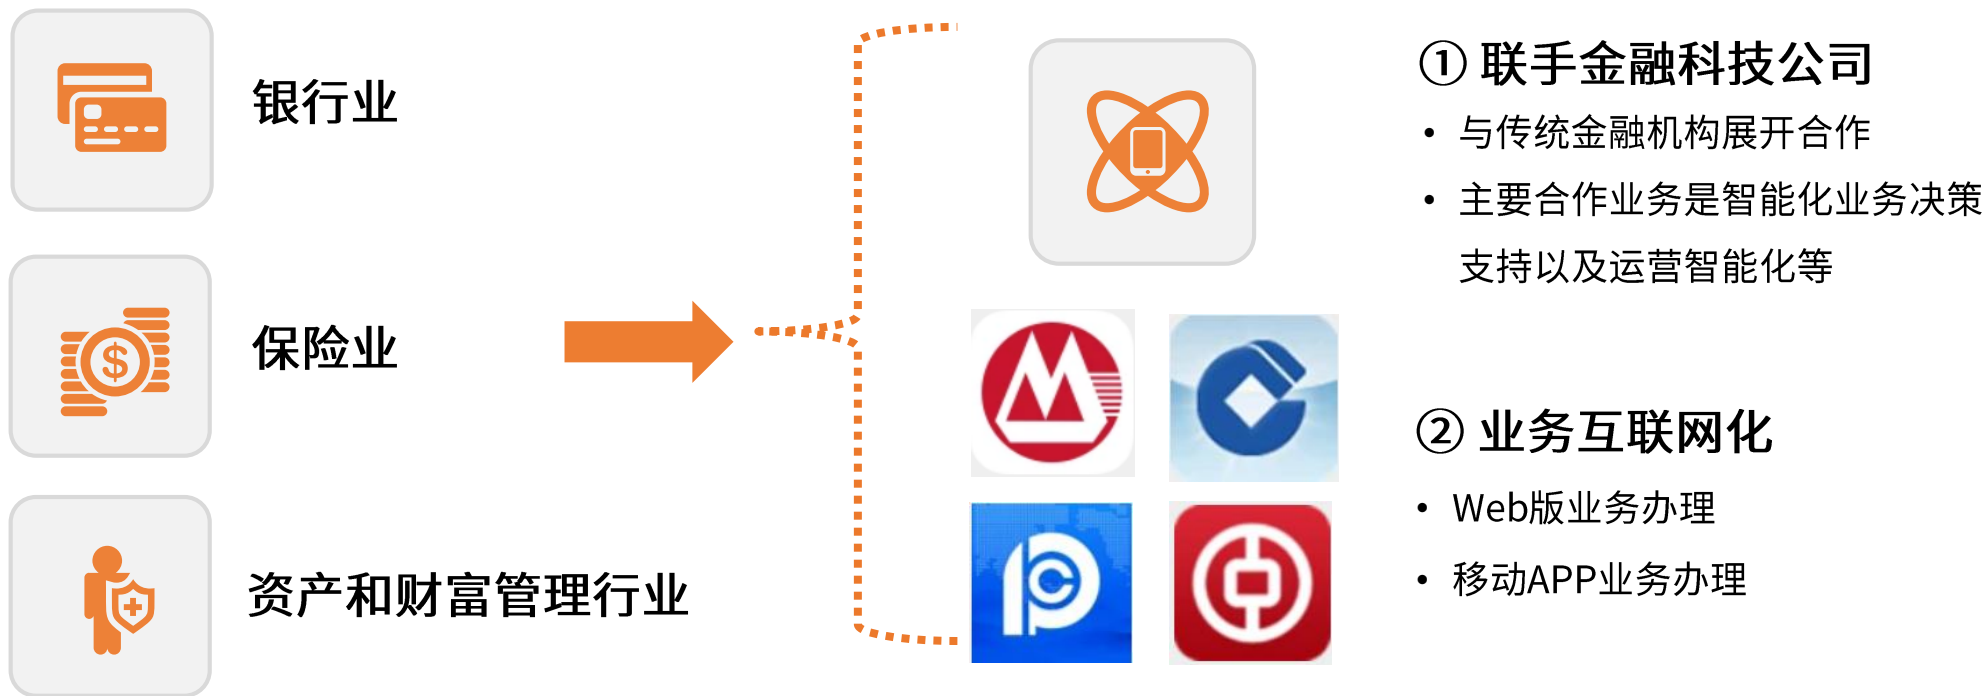 银行业
保险业
资产和财富管理行业
① 联手金融科技公司
• 与传统金融机构展开合作
• 主要合作业务是智能化业务决策
支持以及运营智能化等
② 业务互联网化
• Web版业务办理
• 移动APP业务办理